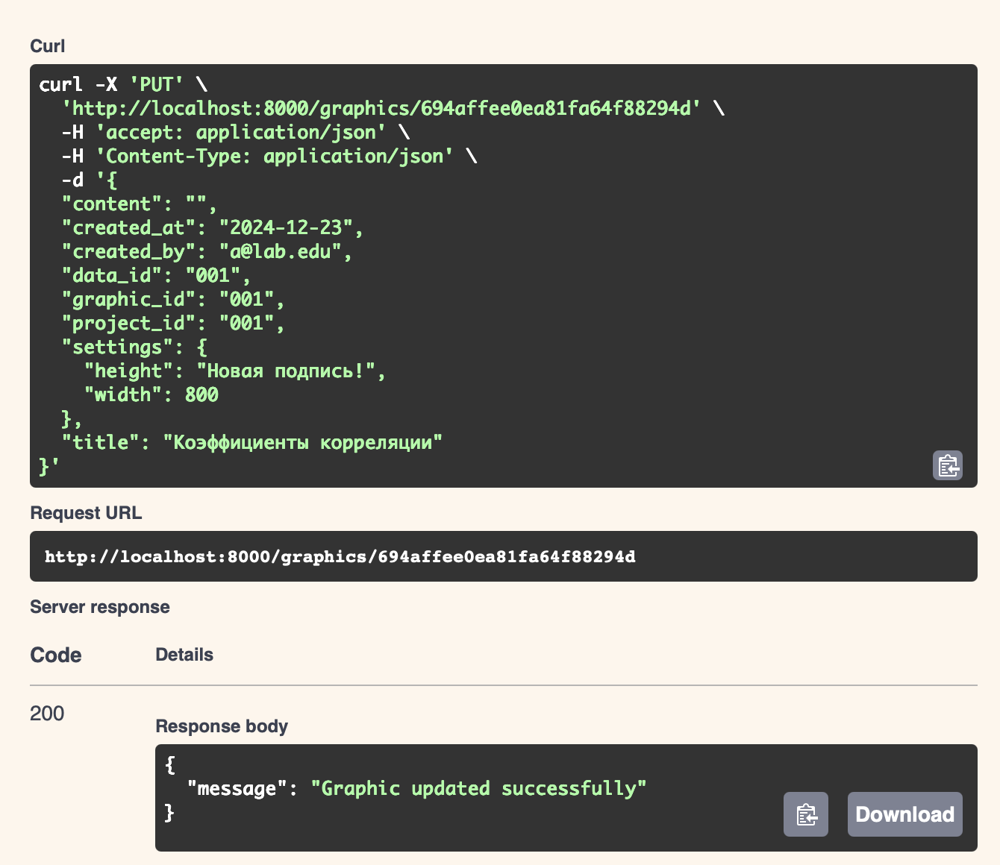 Curl
curl -X 'PUT' \
'http://localhost:8000/graphics/694affee0ea81fa64f88294d' \
-H 'accept: application/json' \
-H 'Content-Type: application/json' \
-d '{
"content": "",
"created_at": "2024-12-23",
"created_by": "a@lab.edu",
"data_id": "001",
"graphic_id": "001",
"project_id": "001",
"settings": {
"height": "Новая подпись!",
"width": 800
},
"title": "Коэффициенты корреляции"
}'
Request URL
http://localhost:8000/graphics/694affee0ea81fa64f88294d
Server response
Code Details
200
Response body
{
"message": "Graphic updated successfully"
}
Download